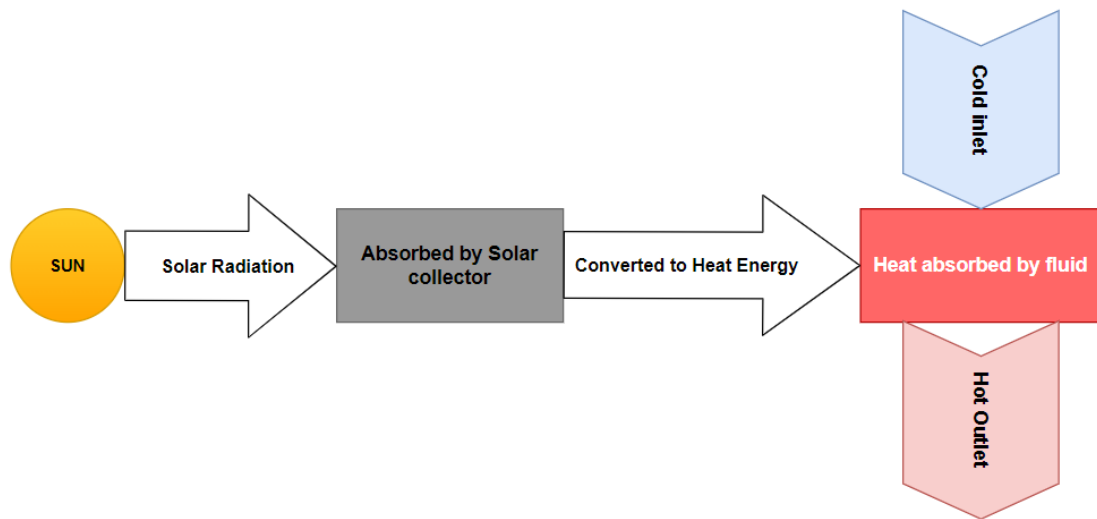 SUN
Solar Radiation
Absorbed by Solar
collector
Converted to Heat Energy
Cold inlet
Heat absorbed by fluid
Hot Outlet